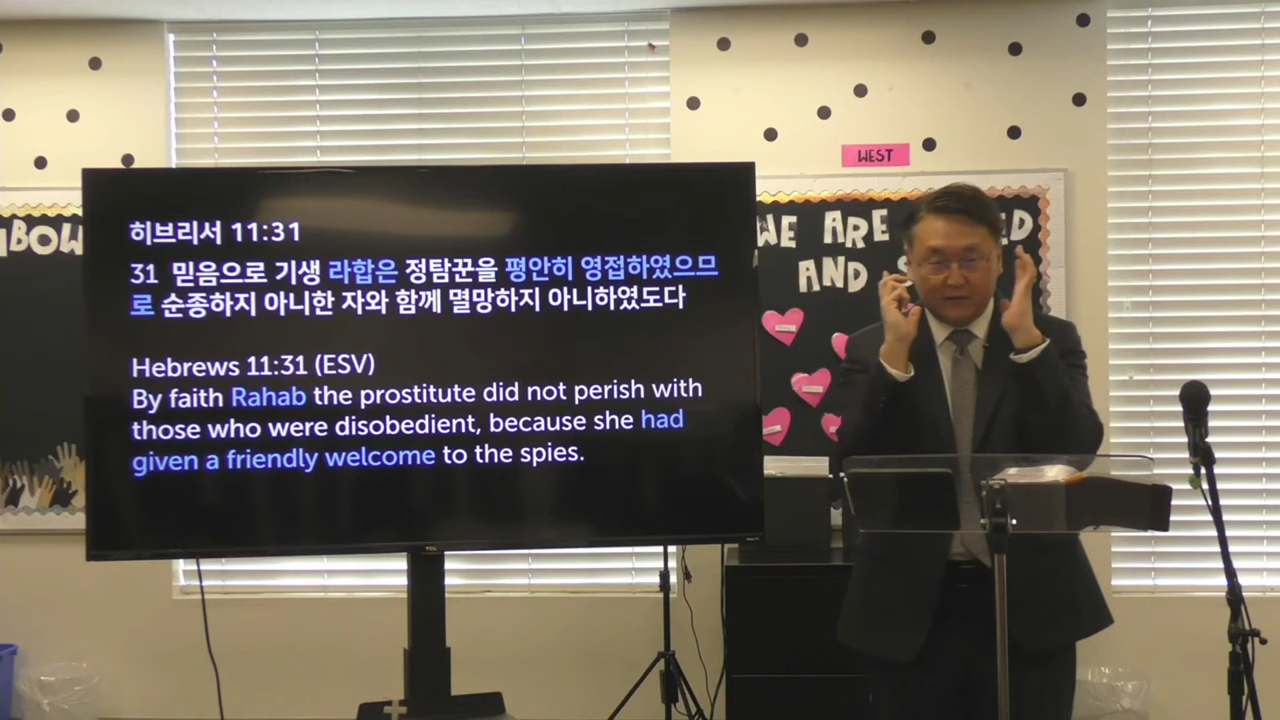 히브리서 11:31
31 믿음으로 기생 라합은 정탐꾼을 평안히 영접하였으므
로 순종하지 아니한 자와 함께 멸망하지 아니하였도다
Hebrews 11:31 (ESV)
By faith Rahab the prostitute did not perish with
those who were disobedient, because she had
given a friendly welcome to the spies.
TCL
WEST
WE ARE
AND